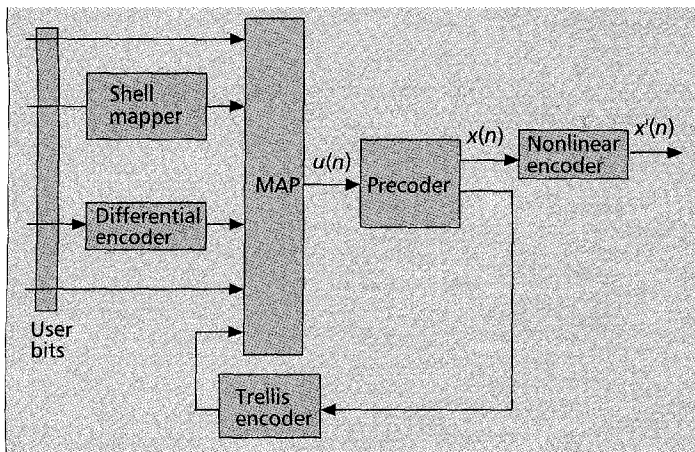 Shell
mapper
Differential
encoder
User
bits
MAP
u(n)
Precoder
x(n)
Nonlinear
encoder
x'(n)
Trellis
encoder